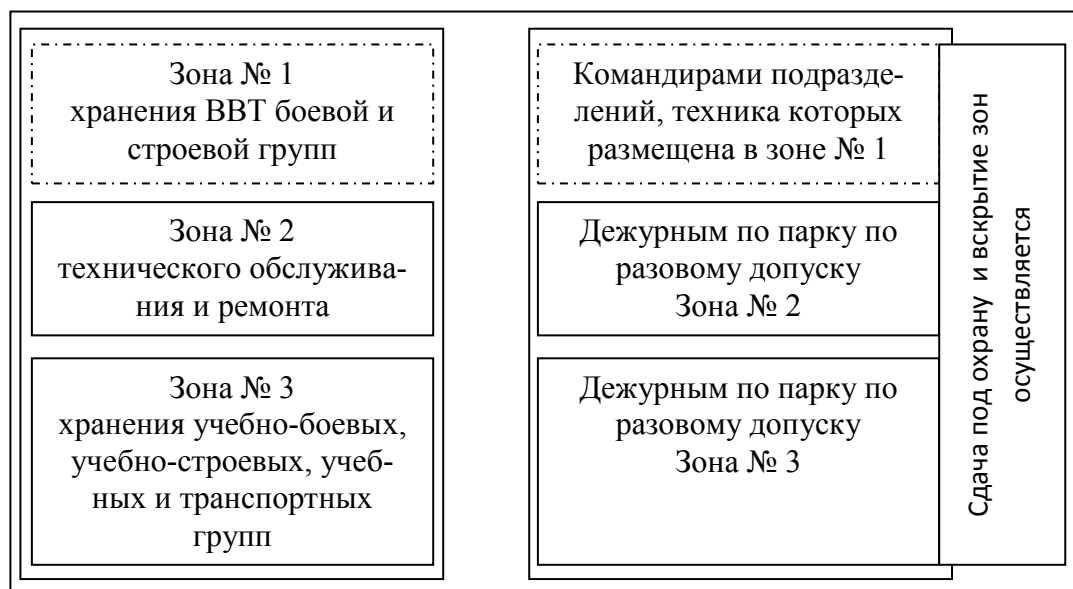 Зона № 1
хранения ВВТ боевой и
строевой групп
Зона № 2
технического обслужива-
ния и ремонта
Зона № 3
хранения учебно-боевых,
учебно-строевых, учеб-
ных и транспортных
групп
Командирами подразде-
лений, техника которых
размещена в зоне № 1
Дежурным по парку по
разовому допуску
Зона № 2
Дежурным по парку по
разовому допуску
Зона № 3
Сдача под охрану и вскрытие зон
осуществляется